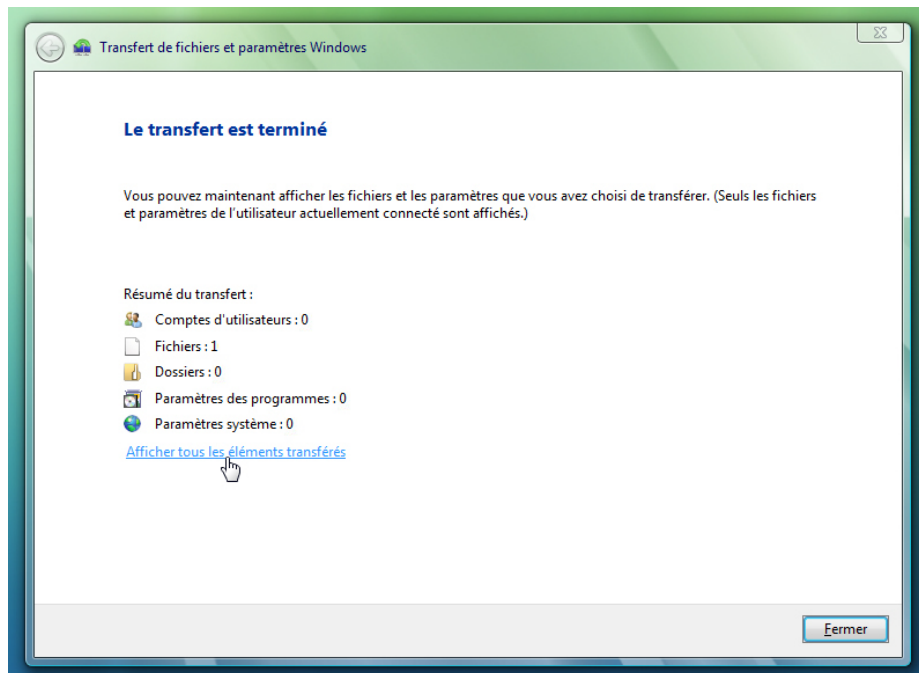 Transfert de fichiers et paramètres Windows
Le transfert est terminé
Vous pouvez maintenant afficher les fichiers et les paramètres que vous avez choisi de transférer. (Seuls les fichiers
et paramètres de l'utilisateur actuellement connecté sont affichés.)
Résumé du transfert :
Comptes d'utilisateurs : 0
Fichiers : 1
Dossiers : 0
Paramètres des programmes : 0
Paramètres système : 0
Afficher tous les éléments transférés
Fermer